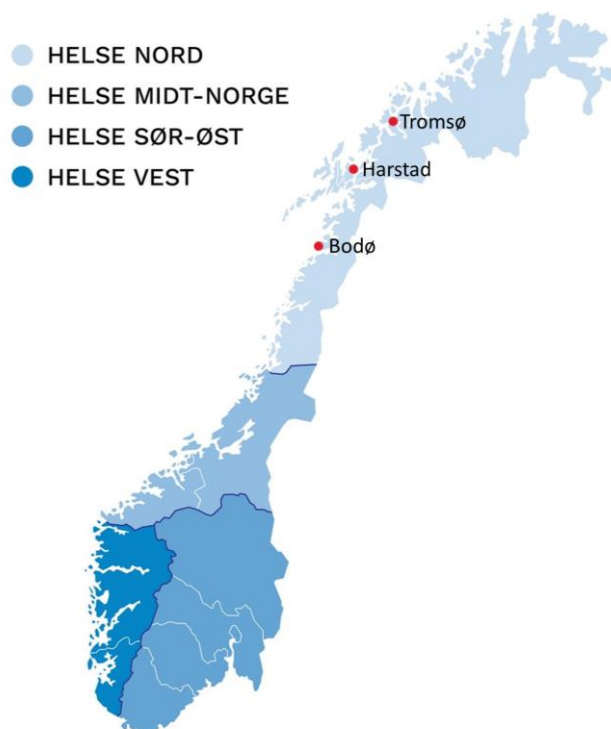 HELSE NORD
HELSE MIDT-NORGE
HELSE SØR-ØST
HELSE VEST
Tromsø
Harstad
Bodø